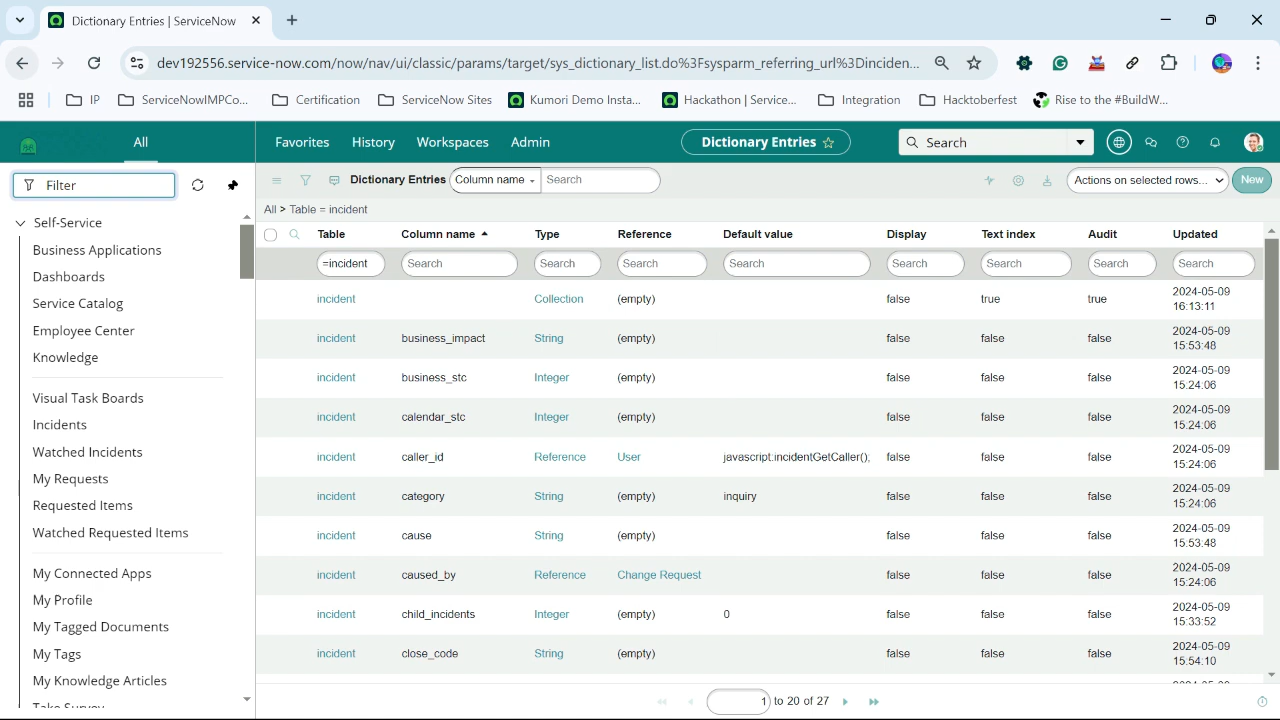 Dictionary Entries | ServiceNow
dev192556.service-now.com/now/nav/ui/classic/params/target/sys_dictionary_list.do%3Fsysparm_referring_url%3Dinciden...
IP ServiceNowIMPCo... Certification ServiceNow Sites Kumori Demo Insta... Hackathon | Service... Integration Hacktoberfest Rise to the #BuildW...
All Favorites History Workspaces Admin Dictionary Entries Search
Filter
Self-Service
Business Applications
Dashboards
Service Catalog
Employee Center
Knowledge
Visual Task Boards
Incidents
Watched Incidents
My Requests
Requested Items
Watched Requested Items
My Connected Apps
My Profile
My Tagged Documents
My Tags
My Knowledge Articles
Take Survey
Dictionary Entries Column name Search Actions on selected rows... New
All > Table = incident
Table Column name Type Reference Default value Display Text index Audit Updated
=incident Search Search Search Search Search Search Search Search
incident Collection (empty) false true true 2024-05-09
16:13:11
incident business_impact String (empty) false false false 2024-05-09
15:53:48
incident business_stc Integer (empty) false false false 2024-05-09
15:24:06
incident calendar_stc Integer (empty) false false false 2024-05-09
15:24:06
incident caller_id Reference User javascript:incidentGetCaller(); false false false 2024-05-09
15:24:06
incident category String (empty) inquiry false false false 2024-05-09
15:24:06
incident cause String (empty) false false false 2024-05-09
15:53:48
incident caused_by Reference Change Request false false false 2024-05-09
15:24:06
incident child_incidents Integer (empty) 0 false false false 2024-05-09
15:33:52
incident close_code String (empty) false false false 2024-05-09
15:54:10
1 to 20 of 27